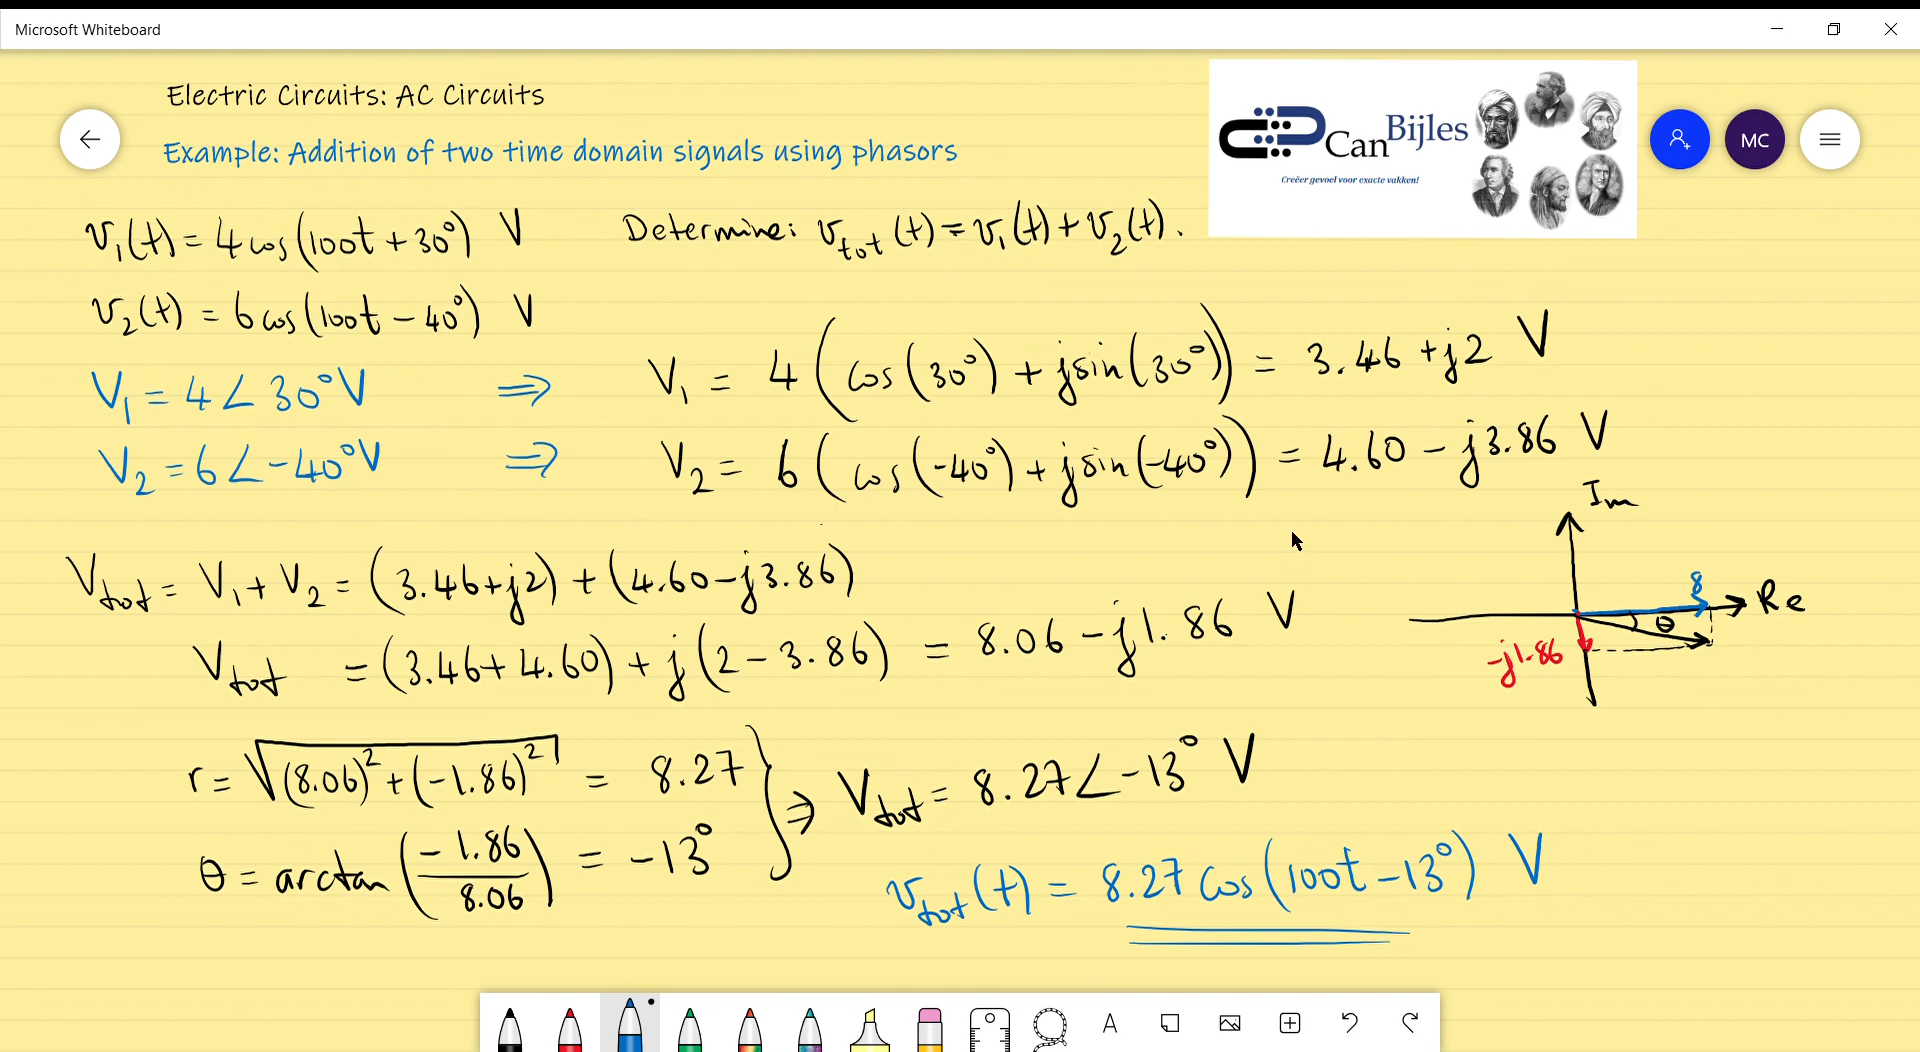 Microsoft Whiteboard
Electric Circuits: AC Circuits
Example: Addition of two time domain signals using phasors
CanBijles
Creëer gevoel voor exacte vakken!
MC
v₁(t) = 4 cos(100t + 30°) V
Determine: v_tot(t) = v₁(t) + v₂(t).
v₂(t) = 6 cos(100t − 40°) V
V₁ = 4∠30° V ⇒ V₁ = 4(cos(30°) + jsin(30°)) = 3.46 + j2 V
V₂ = 6∠−40° V ⇒ V₂ = 6(cos(−40°) + jsin(−40°)) = 4.60 − j3.86 V
V_tot = V₁ + V₂ = (3.46 + j2) + (4.60 − j3.86)
V_tot = (3.46 + 4.60) + j(2 − 3.86) = 8.06 − j1.86 V
Im
8
Re
θ
−j1.86
r = √((8.06)² + (−1.86)²) = 8.27
θ = arctan(−1.86/8.06) = −13°
⇒ V_tot = 8.27∠−13° V
v_tot(t) = 8.27 cos(100t − 13°) V
A